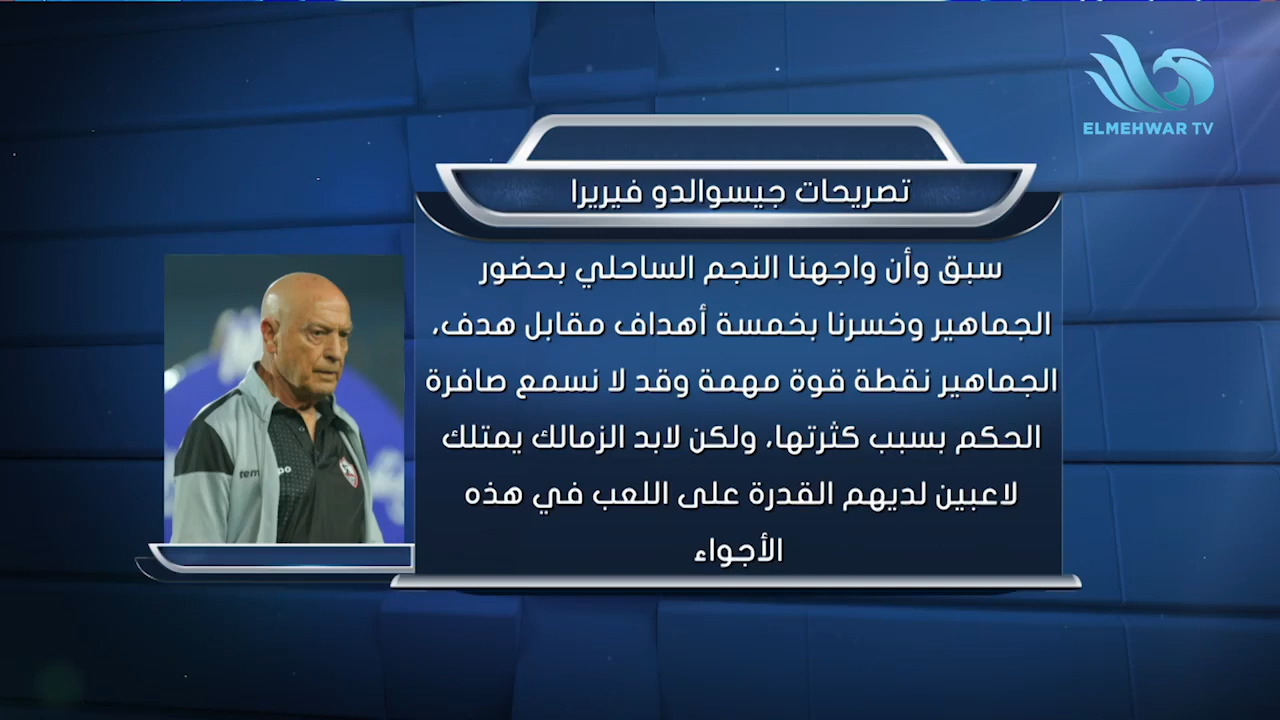 ELMEHWAR TV
تصريحات جيسوالدو فيريرا
سبق وأن واجهنا النجم الساحلي بحضور
الجماهير وخسرنا بخمسة أهداف مقابل هدف،
الجماهير نقطة قوة مهمة وقد لا نسمع صافرة
الحكم بسبب كثرتها، ولكن لابد الزمالك يمتلك
لاعبين لديهم القدرة على اللعب في هذه
الأجواء
tem
po